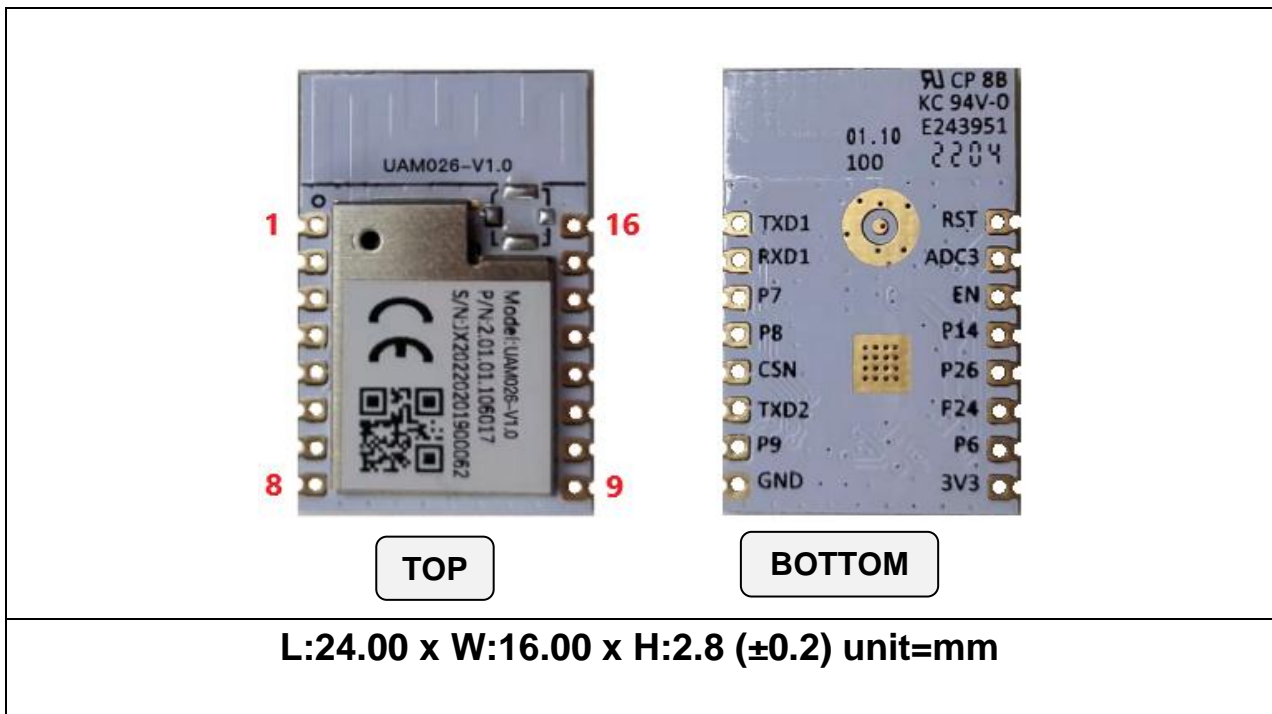 UAM026-V1.0
1
16
8
9
Model:UAM026-V1.0
P/N:2.01.01.106017
S/N:JX20220201900062
CE
TOP
CP 8B
KC 94V-0
E243951
01.10
100
2204
TXD1
RXD1
P7
P8
CSN
TXD2
P9
GND
RST
ADC3
EN
P14
P26
P24
P6
3V3
BOTTOM
L:24.00 x W:16.00 x H:2.8 (±0.2) unit=mm